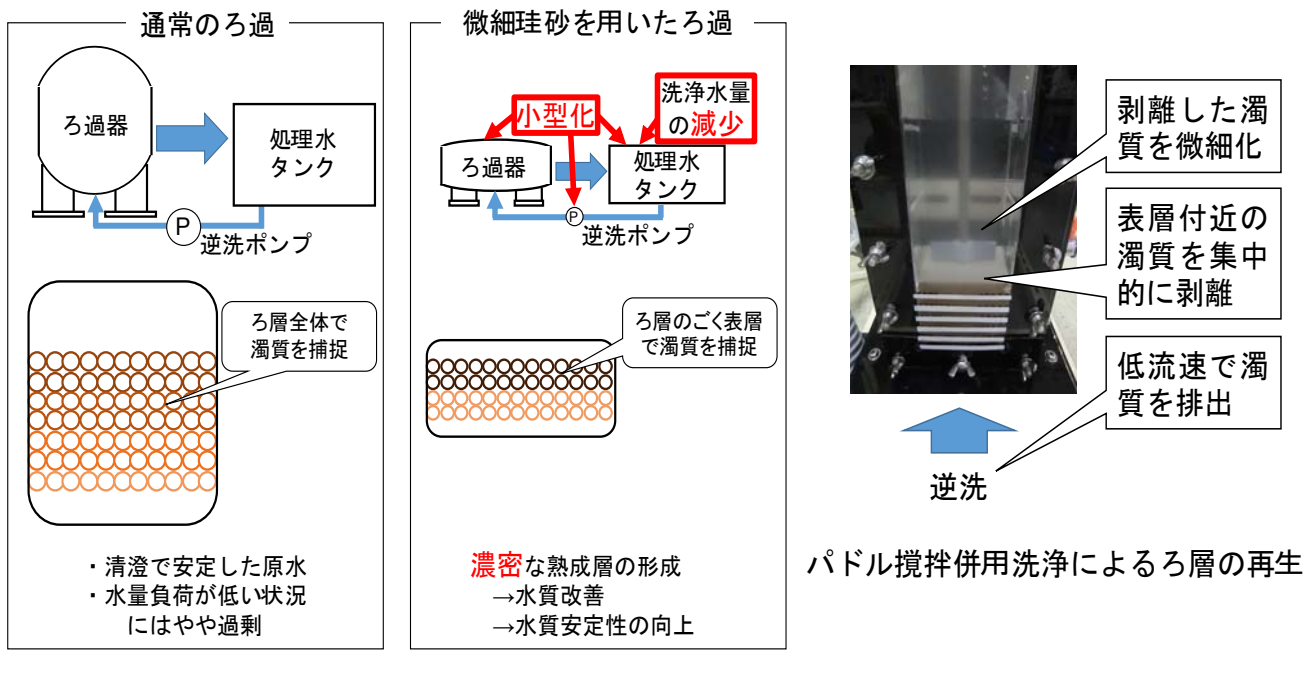 通常のろ過
ろ過器
処理水
タンク
P
逆洗ポンプ
ろ層全体で
濁質を捕捉
・清澄で安定した原水
・水量負荷が低い状況
にはやや過剰
微細珪砂を用いたろ過
小型化
洗浄水量
の減少
ろ過器
処理水
タンク
P
逆洗ポンプ
ろ層のごく表層
で濁質を捕捉
濃密な熟成層の形成
→水質改善
→水質安定性の向上
剥離した濁
質を微細化
表層付近の
濁質を集中
的に剥離
低流速で濁
質を排出
逆洗
パドル撹拌併用洗浄によるろ層の再生